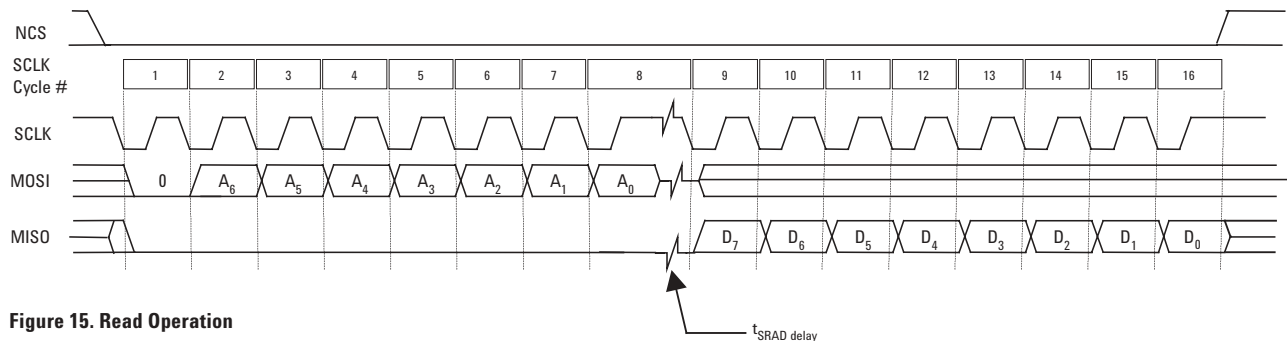 NCS
SCLK
Cycle #
1 2 3 4 5 6 7 8 9 10 11 12 13 14 15 16
SCLK
MOSI 0 A6 A5 A4 A3 A2 A1 A0
MISO D7 D6 D5 D4 D3 D2 D1 D0
Figure 15. Read Operation
tSRAD delay